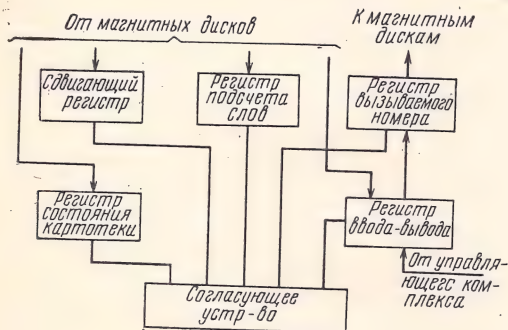 От магнитных дисков
К магнитным
дискам
Сдвигающий
регистр
Регистр
подсчета
слов
Регистр
вызываемого
номера
Регистр
состояния
картотеки
Регистр
ввода-вывода
От управля-
ющегс ком-
плекса
Согласующее
устр-во